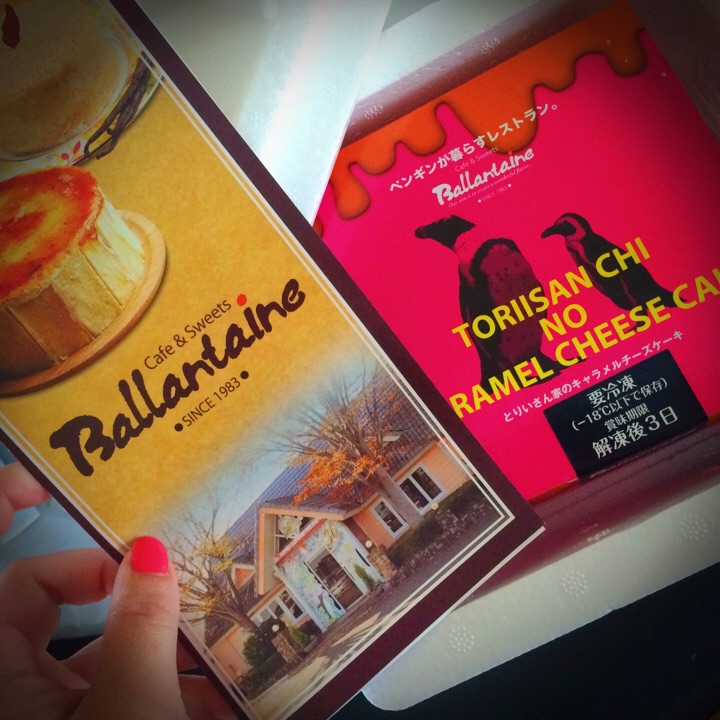 Cafe & Sweets
Ballantaine
• SINCE 1983 •
ペンギンが暮らすレストラン。
Cafe & Sweets
Ballantaine
• SINCE 1983 •
TORIISAN CHI
NO
RAMEL CHEESE CA
とりいさん家のキャラメルチーズケーキ
要冷凍
(−18℃以下で保存)
賞味期限
解凍後3日